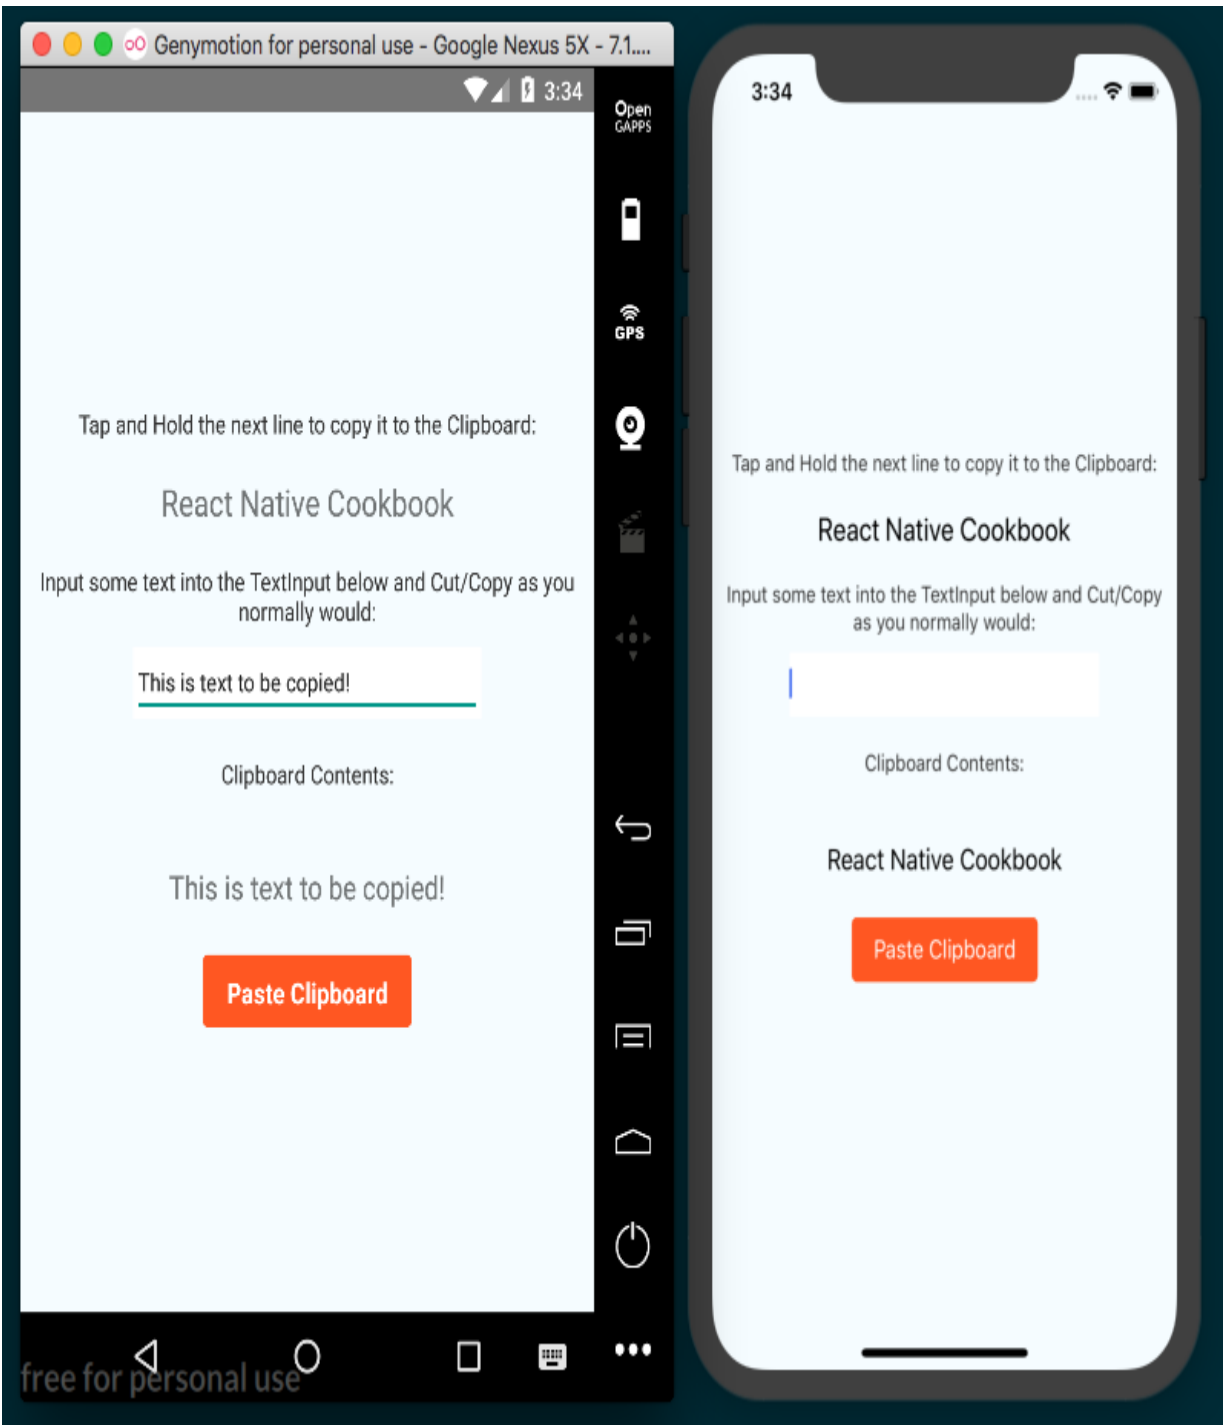 Genymotion for personal use - Google Nexus 5X - 7.1....
3:34
Open
GAPPS
GPS
Tap and Hold the next line to copy it to the Clipboard:
React Native Cookbook
Input some text into the TextInput below and Cut/Copy as you
normally would:
This is text to be copied!
Clipboard Contents:
This is text to be copied!
Paste Clipboard
free for personal use
3:34
Tap and Hold the next line to copy it to the Clipboard:
React Native Cookbook
Input some text into the TextInput below and Cut/Copy
as you normally would:
Clipboard Contents:
React Native Cookbook
Paste Clipboard